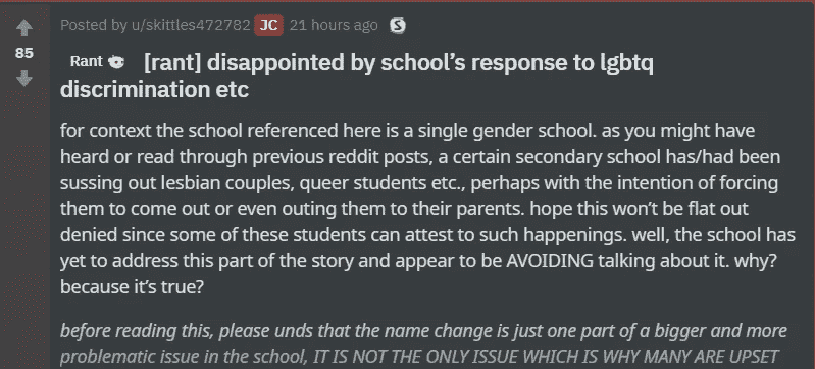 Posted by u/skittles472782 JC 21 hours ago S
85
Rant [rant] disappointed by school's response to lgbtq
discrimination etc
for context the school referenced here is a single gender school. as you might have
heard or read through previous reddit posts, a certain secondary school has/had been
sussing out lesbian couples, queer students etc., perhaps with the intention of forcing
them to come out or even outing them to their parents. hope this won't be flat out
denied since some of these students can attest to such happenings. well, the school has
yet to address this part of the story and appear to be AVOIDING talking about it. why?
because it's true?
before reading this, please unds that the name change is just one part of a bigger and more
problematic issue in the school, IT IS NOT THE ONLY ISSUE WHICH IS WHY MANY ARE UPSET